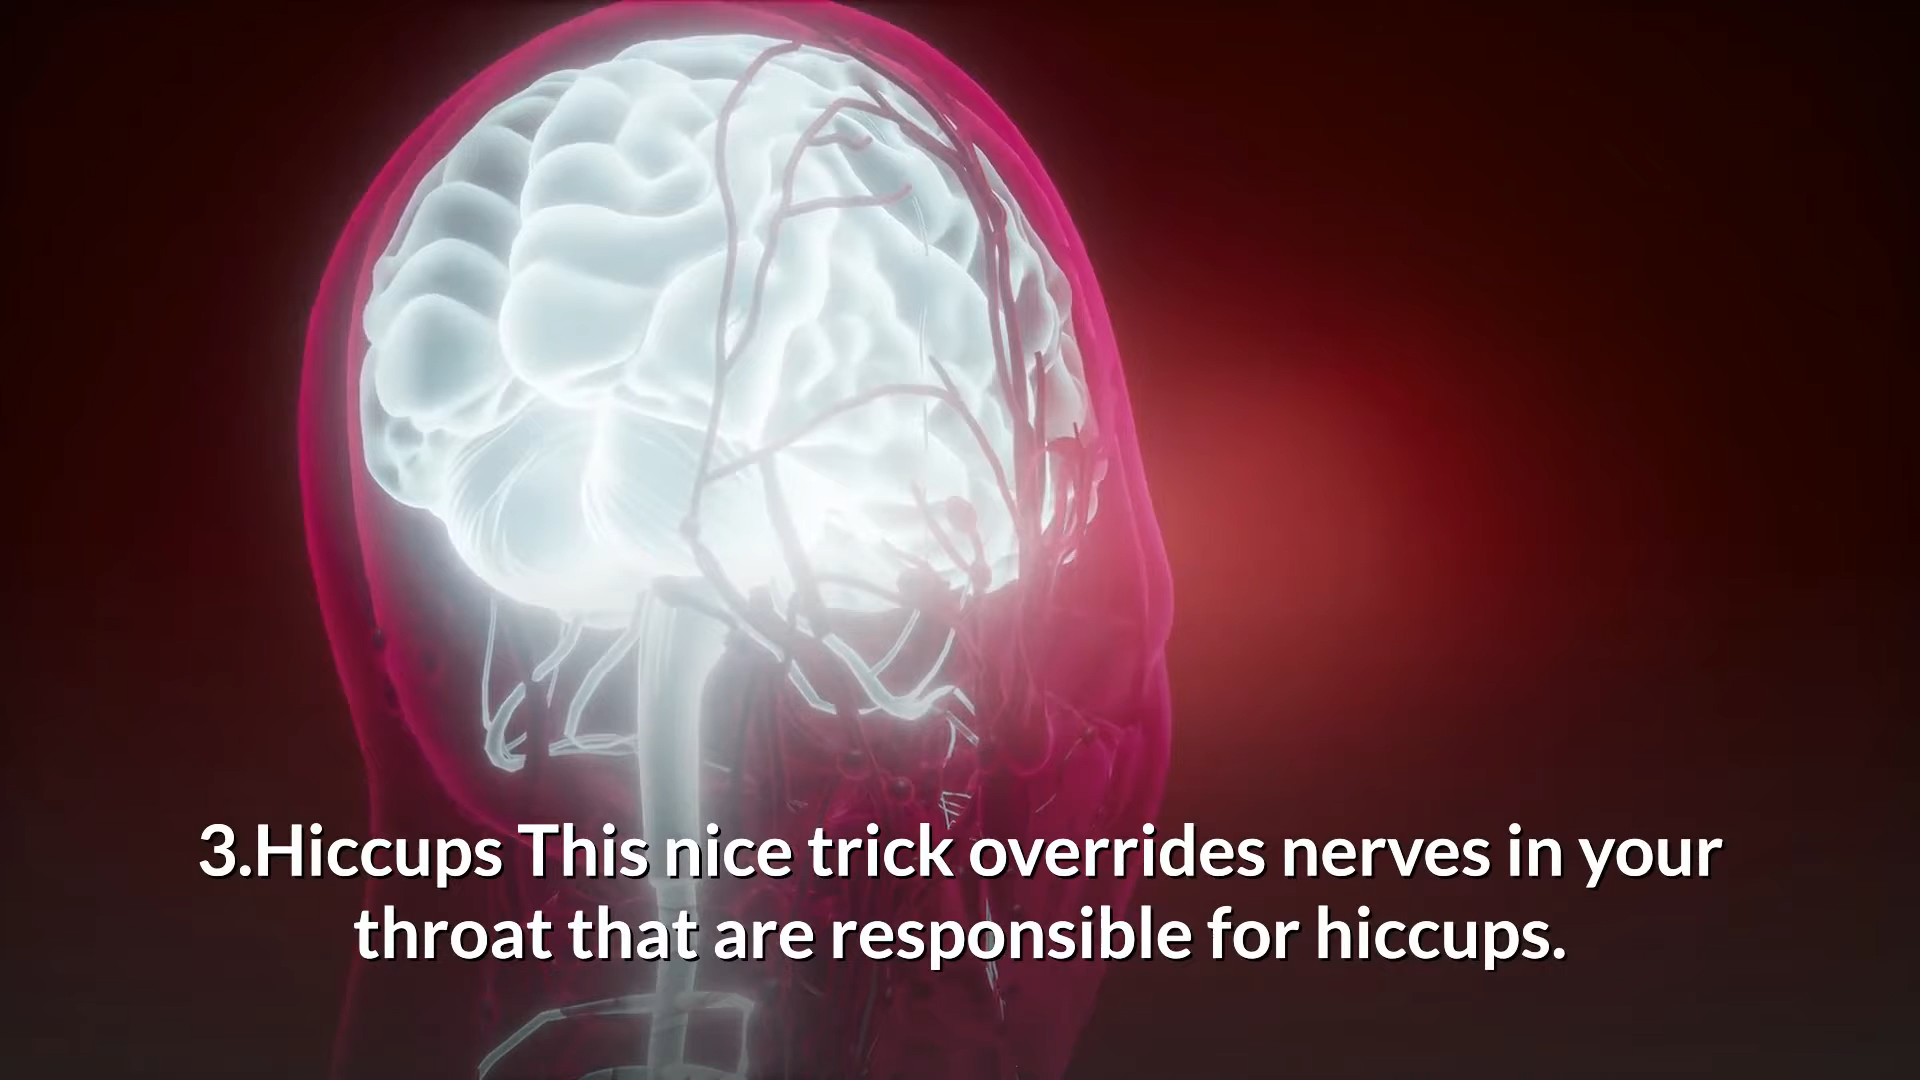 3.Hiccups This nice trick overrides nerves in your
throat that are responsible for hiccups.